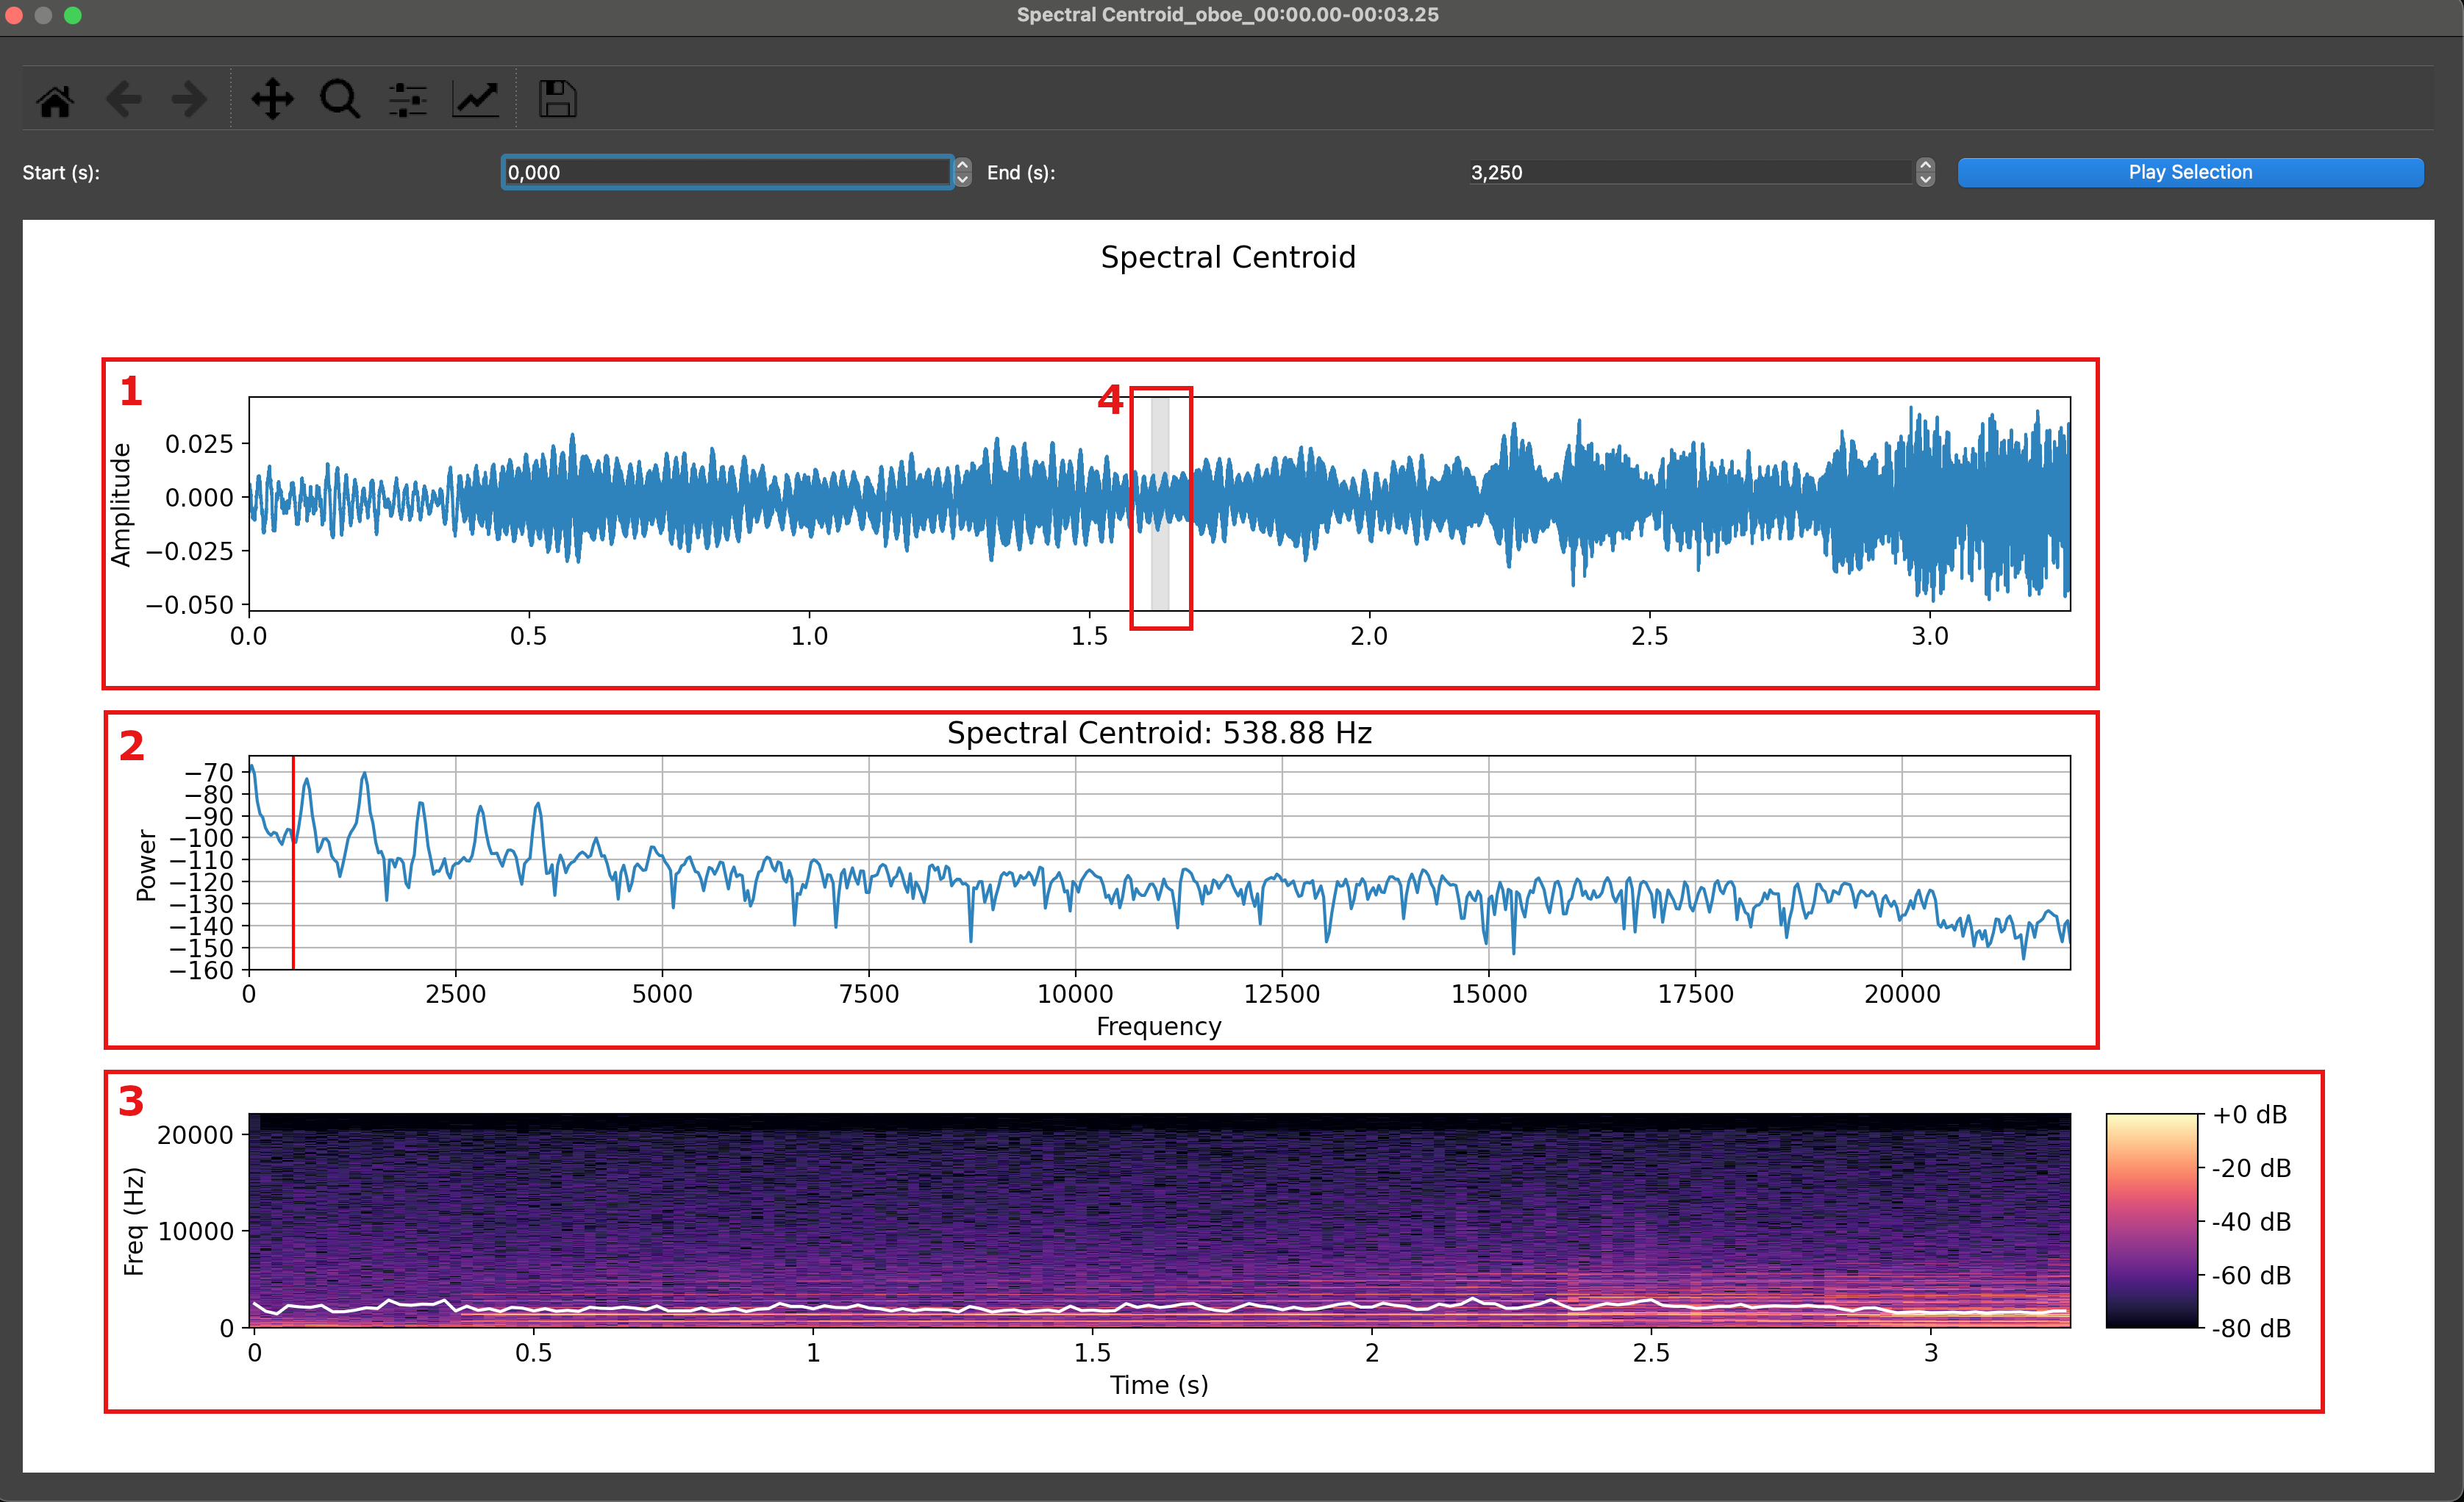 Spectral Centroid_oboe_00:00.00-00:03.25
Start (s): 0,000 End (s): 3,250 Play Selection
Spectral Centroid
1
4
Amplitude
0.025
0.000
−0.025
−0.050
0.0 0.5 1.0 1.5 2.0 2.5 3.0
2
Spectral Centroid: 538.88 Hz
Power
−70
−80
−90
−100
−110
−120
−130
−140
−150
−160
0 2500 5000 7500 10000 12500 15000 17500 20000
Frequency
3
Freq (Hz)
20000
10000
0
0 0.5 1 1.5 2 2.5 3
Time (s)
+0 dB
-20 dB
-40 dB
-60 dB
-80 dB